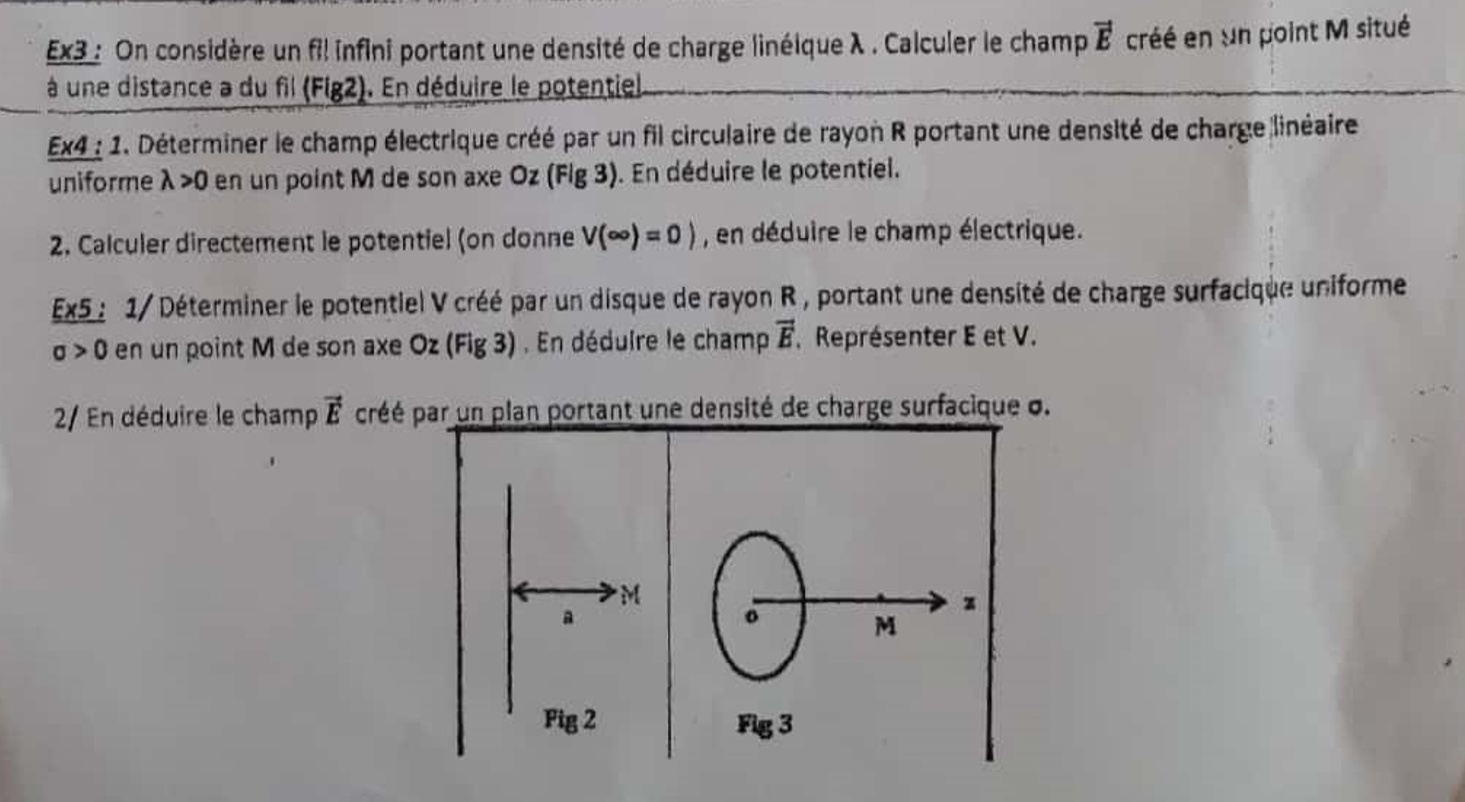 Ex3 : On considère un fil infini portant une densité de charge linéique λ . Calculer le champ E⃗ créé en un point M situé
à une distance a du fil (Fig2). En déduire le potentiel
Ex4 : 1. Déterminer le champ électrique créé par un fil circulaire de rayon R portant une densité de charge linéaire
uniforme λ >0 en un point M de son axe Oz (Fig 3). En déduire le potentiel.
2. Calculer directement le potentiel (on donne V(∞) = 0 ) , en déduire le champ électrique.
Ex5 : 1/ Déterminer le potentiel V créé par un disque de rayon R , portant une densité de charge surfacique uniforme
σ > 0 en un point M de son axe Oz (Fig 3) . En déduire le champ E⃗. Représenter E et V.
2/ En déduire le champ E⃗ créé par un plan portant une densité de charge surfacique σ.
M
a
o
M
z
Fig 2
Fig 3